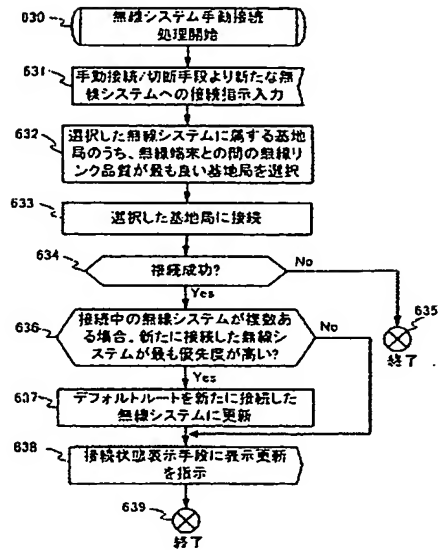 630
無線システム手動接続
処理開始
631
手動接続/切断手段より新たな無
線システムへの接続指示入力
632
選択した無線システムに属する基地
局のうち、無線端末との間の無線リ
ンク品質が最も良い基地局を選択
633
選択した基地局に接続
634
接続成功?
No
Yes
635
終了
636
接続中の無線システムが複数あ
る場合、新たに接続した無線シ
ステムが最も優先度が高い?
No
Yes
637
デフォルトルートを新たに接続した
無線システムに更新
638
接続状態表示手段に表示更新
を指示
639
終了